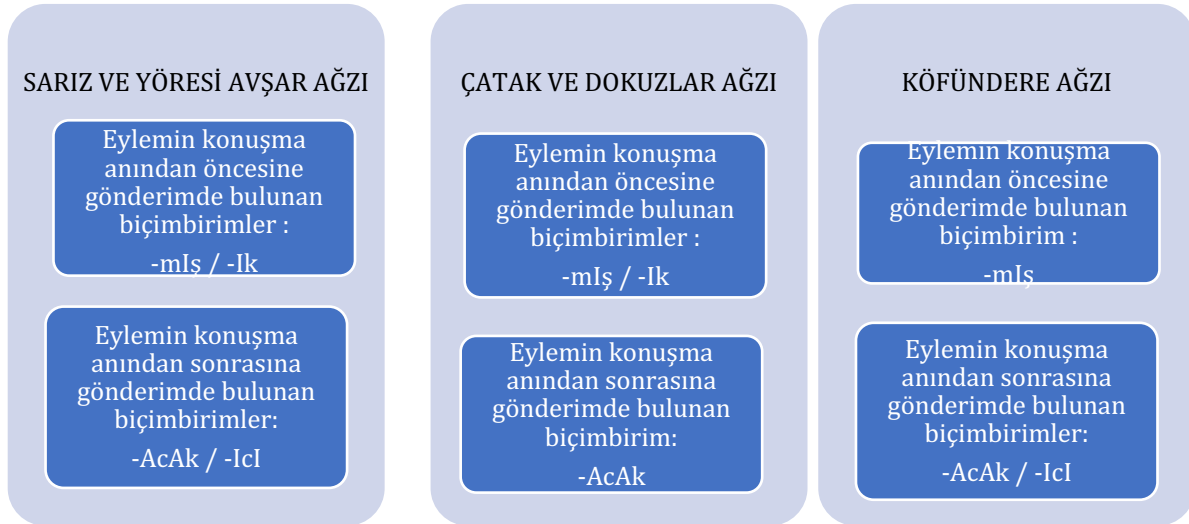 SARIZ VE YÖRESİ AVŞAR AĞZI
Eylemin konuşma
anından öncesine
gönderimde bulunan
biçimbirimler :
-mIş / -Ik
Eylemin konuşma
anından sonrasına
gönderimde bulunan
biçimbirimler:
-AcAk / -IcI
ÇATAK VE DOKUZLAR AĞZI
Eylemin konuşma
anından öncesine
gönderimde bulunan
biçimbirimler :
-mIş / -Ik
Eylemin konuşma
anından sonrasına
gönderimde bulunan
biçimbirim:
-AcAk
KÖFÜNDERE AĞZI
Eylemin konuşma
anından öncesine
gönderimde bulunan
biçimbirim :
-mIş
Eylemin konuşma
anından sonrasına
gönderimde bulunan
biçimbirimler:
-AcAk / -IcI